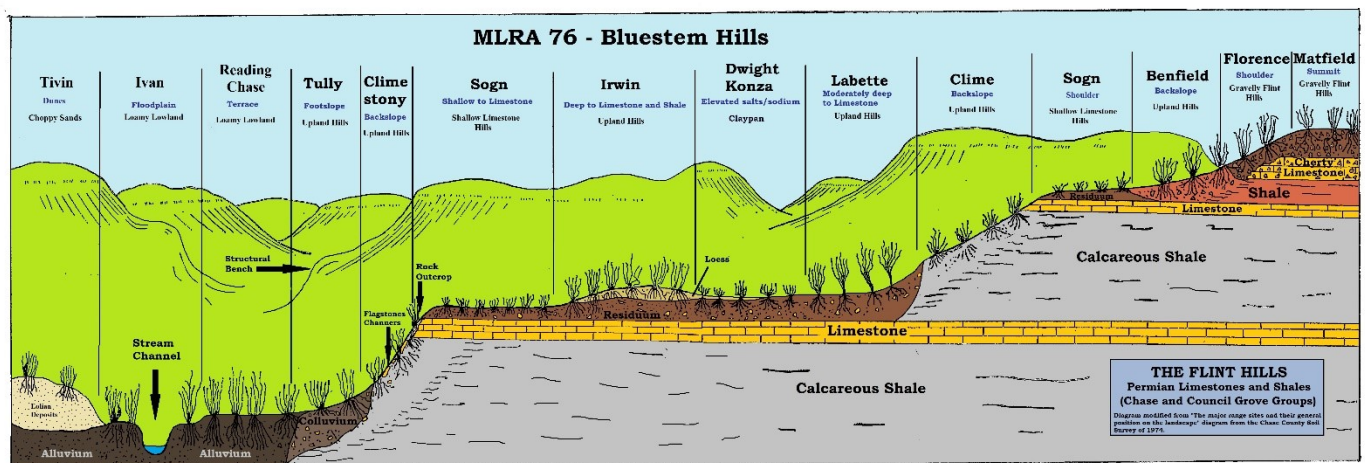 MLRA 76 - Bluestem Hills
Tivin
Dunes
Choppy Sands
Ivan
Floodplain
Loamy Lowland
Reading
Chase
Terrace
Loamy Lowland
Tully
Footslope
Upland Hills
Clime
stony
Backslope
Upland Hills
Sogn
Shallow to Limestone
Shallow Limestone
Hills
Irwin
Deep to Limestone and Shale
Upland Hills
Dwight
Konza
Elevated salts/sodium
Claypan
Labette
Moderately deep
to Limestone
Upland Hills
Clime
Backslope
Upland Hills
Sogn
Shoulder
Shallow Limestone
Hills
Benfield
Backslope
Upland Hills
Florence
Shoulder
Gravelly Flint
Hills
Matfield
Summit
Gravelly Flint
Hills
Cherty
Limestone
Shale
Residuum
Limestone
Structural
Bench
Rock
Outcrop
Loess
Calcareous Shale
Flagstones
Channers
Residuum
Limestone
Stream
Channel
Calcareous Shale
Eolian
Deposits
Colluvium
Alluvium
Alluvium
THE FLINT HILLS
Permian Limestones and Shales
(Chase and Council Grove Groups)
Diagram modified from "The major range sites and their general
position on the landscape" diagram from the Chase County Soil
Survey of 1974.